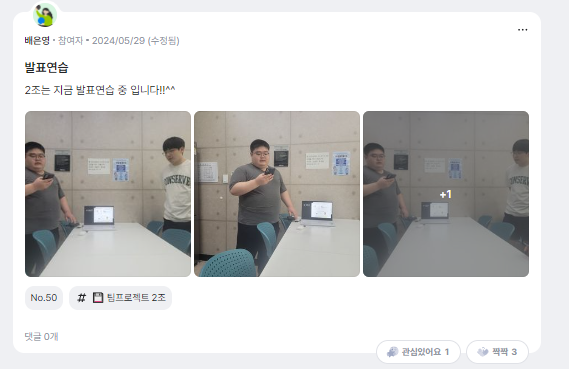 배은영 • 참여자 • 2024/05/29 (수정됨)
발표연습
2조는 지금 발표연습 중 입니다!!^^
+1
No.50
# 💾 팀프로젝트 2조
댓글 0개
관심있어요 1
짝짝 3